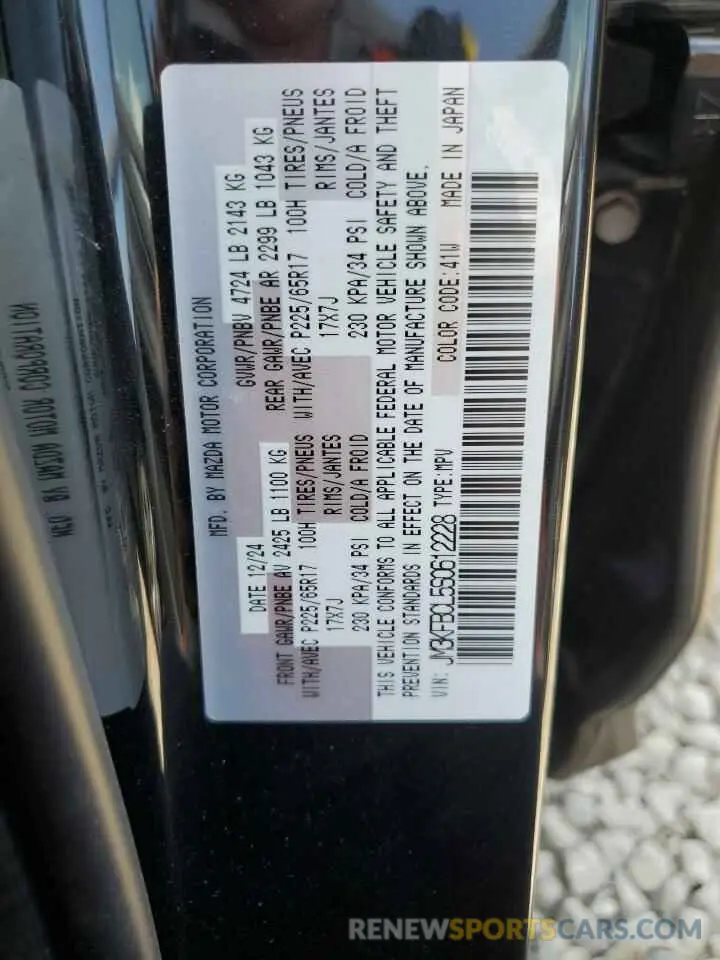 MFD. BY MAZDA MOTOR CORPORATION
DATE 12/24 GVWR/PNBV 4724 LB 2143 KG
FRONT GAWR/PNBE AV 2425 LB 1100 KG REAR GAWR/PNBE AR 2299 LB 1043 KG
WITH/AVEC P225/65R17 100H TIRES/PNEUS WITH/AVEC P225/65R17 100H TIRES/PNEUS
17X7J RIMS/JANTES 17X7J RIMS/JANTES
230 KPA/34 PSI COLD/A FROID 230 KPA/34 PSI COLD/A FROID
THIS VEHICLE CONFORMS TO ALL APPLICABLE FEDERAL MOTOR VEHICLE SAFETY AND THEFT
PREVENTION STANDARDS IN EFFECT ON THE DATE OF MANUFACTURE SHOWN ABOVE.
VIN: JM3KFBCL5S0612228 TYPE:MPV COLOR CODE:41W MADE IN JAPAN
RENEWSPORTSCARS.COM